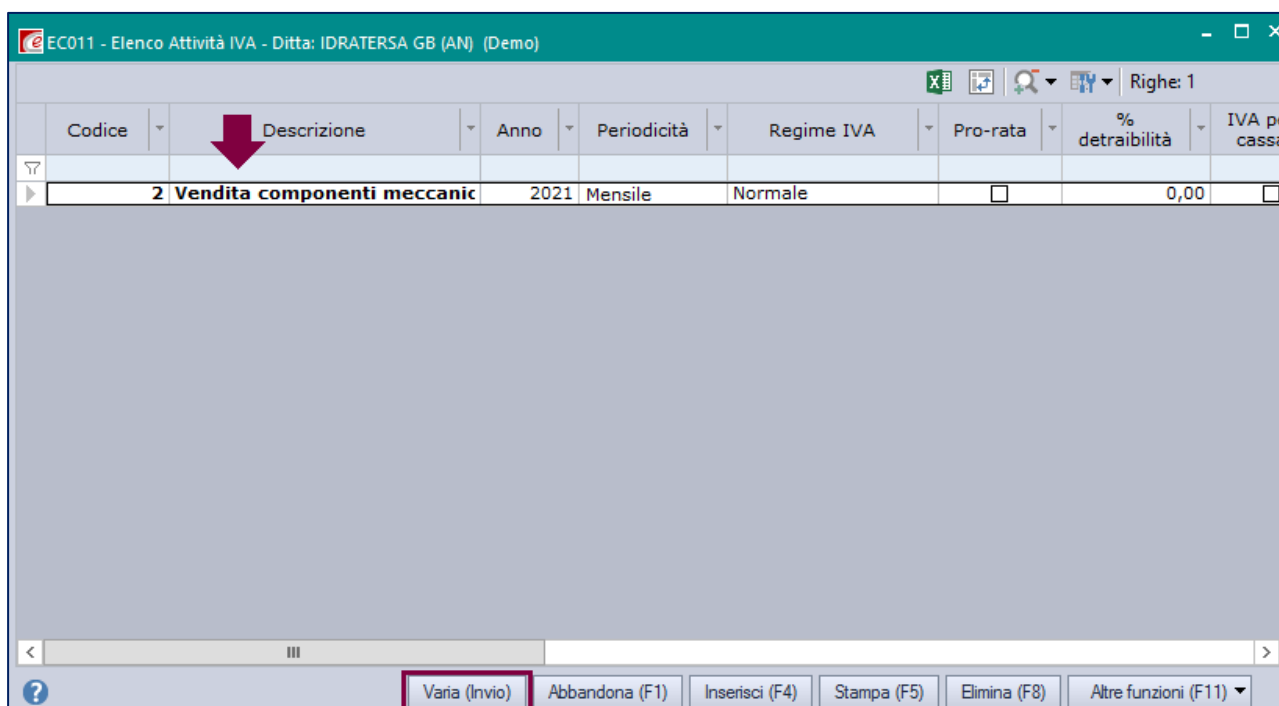 EC011 - Elenco Attività IVA - Ditta: IDRATERSA GB (AN) (Demo)
Righe: 1
Codice Descrizione Anno Periodicità Regime IVA Pro-rata % detraibilità IVA pe cassa
2 Vendita componenti meccanic 2021 Mensile Normale 0,00
Varia (Invio) Abbandona (F1) Inserisci (F4) Stampa (F5) Elimina (F8) Altre funzioni (F11)